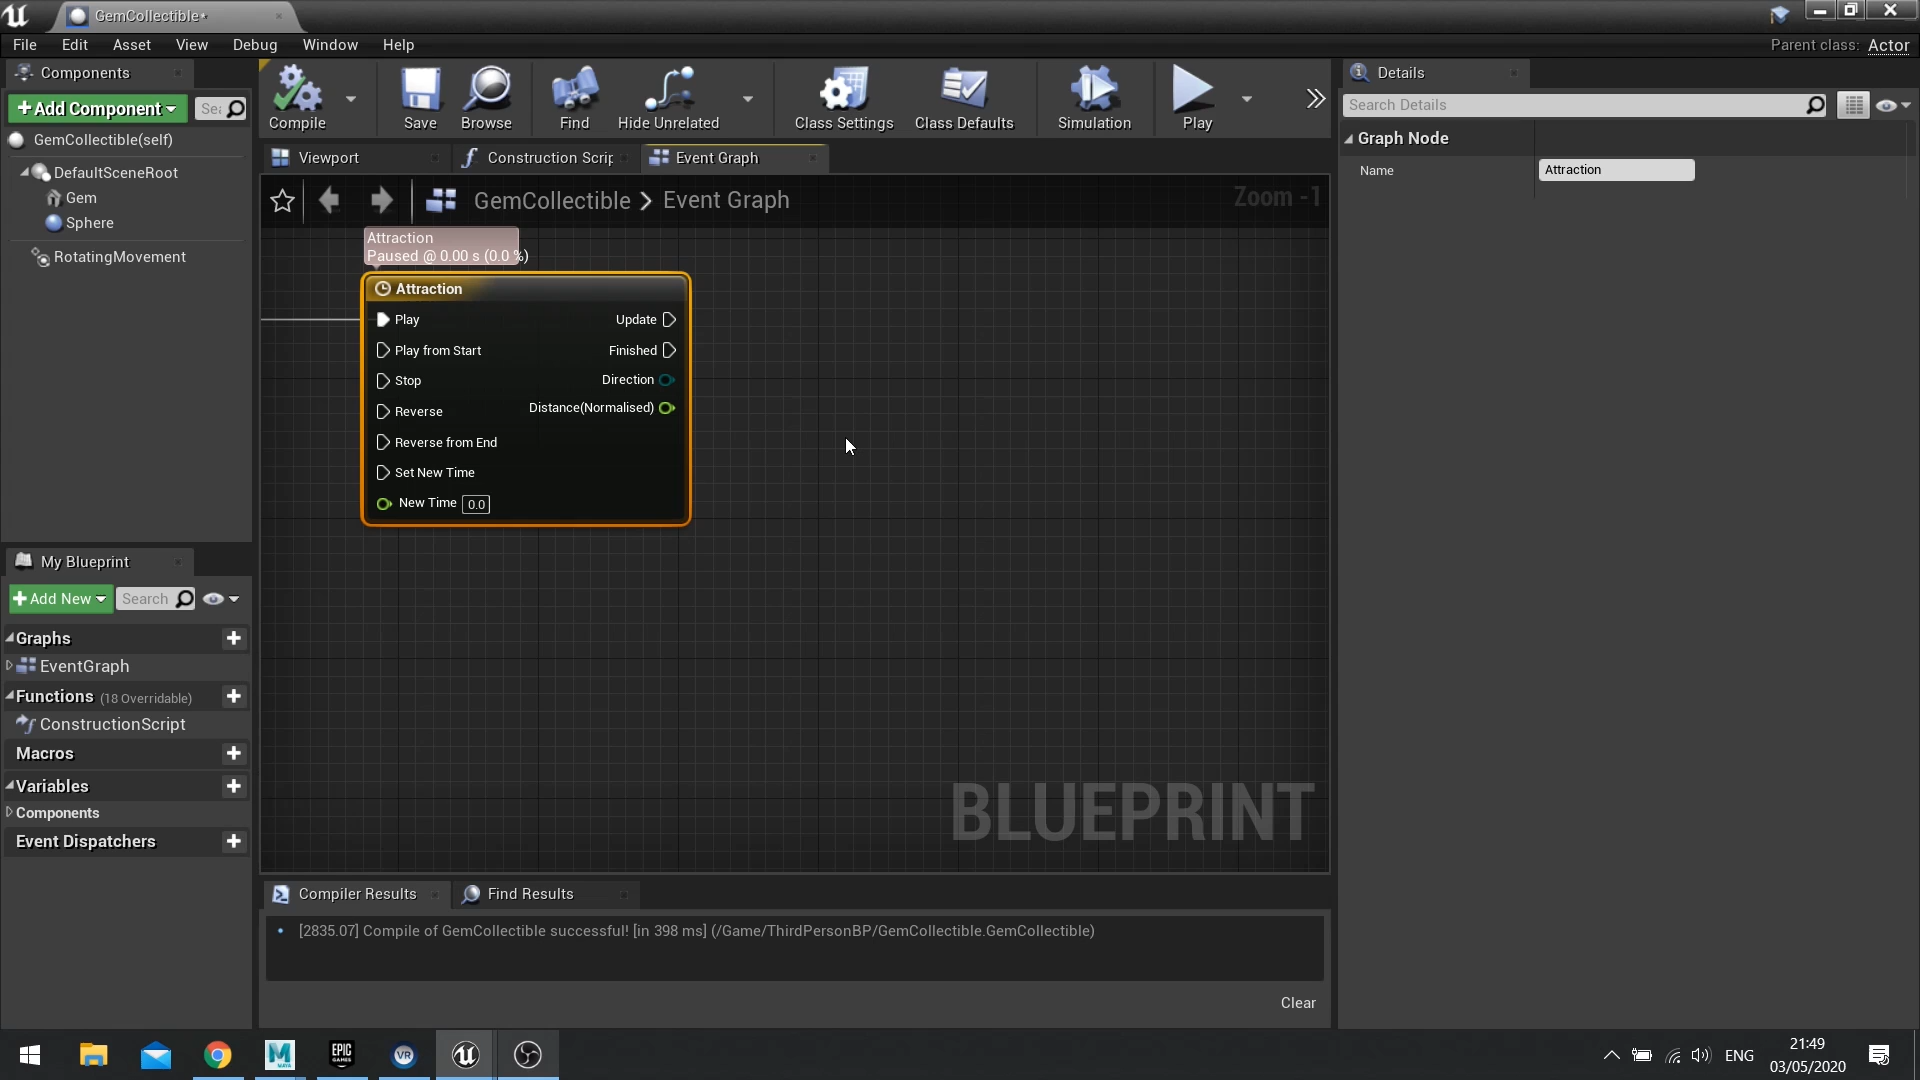 GemCollectible*
File Edit Asset View Debug Window Help
Parent class: Actor
Components
Add Component
GemCollectible(self)
DefaultSceneRoot
Gem
Sphere
RotatingMovement
Compile
Save
Browse
Find
Hide Unrelated
Class Settings
Class Defaults
Simulation
Play
Viewport
Construction Scrip
Event Graph
GemCollectible > Event Graph
Zoom -1
Attraction
Paused @ 0.00 s (0.0 %)
Attraction
Play
Update
Play from Start
Finished
Stop
Direction
Reverse
Distance(Normalised)
Reverse from End
Set New Time
New Time 0.0
BLUEPRINT
Details
Search Details
Graph Node
Name
Attraction
My Blueprint
Add New
Search
Graphs
EventGraph
Functions (18 Overridable)
ConstructionScript
Macros
Variables
Components
Event Dispatchers
Compiler Results
Find Results
[2835.07] Compile of GemCollectible successful! [in 398 ms] (/Game/ThirdPersonBP/GemCollectible.GemCollectible)
Clear
MAYA
EPIC
GAMES
VR
ENG
21:49
03/05/2020